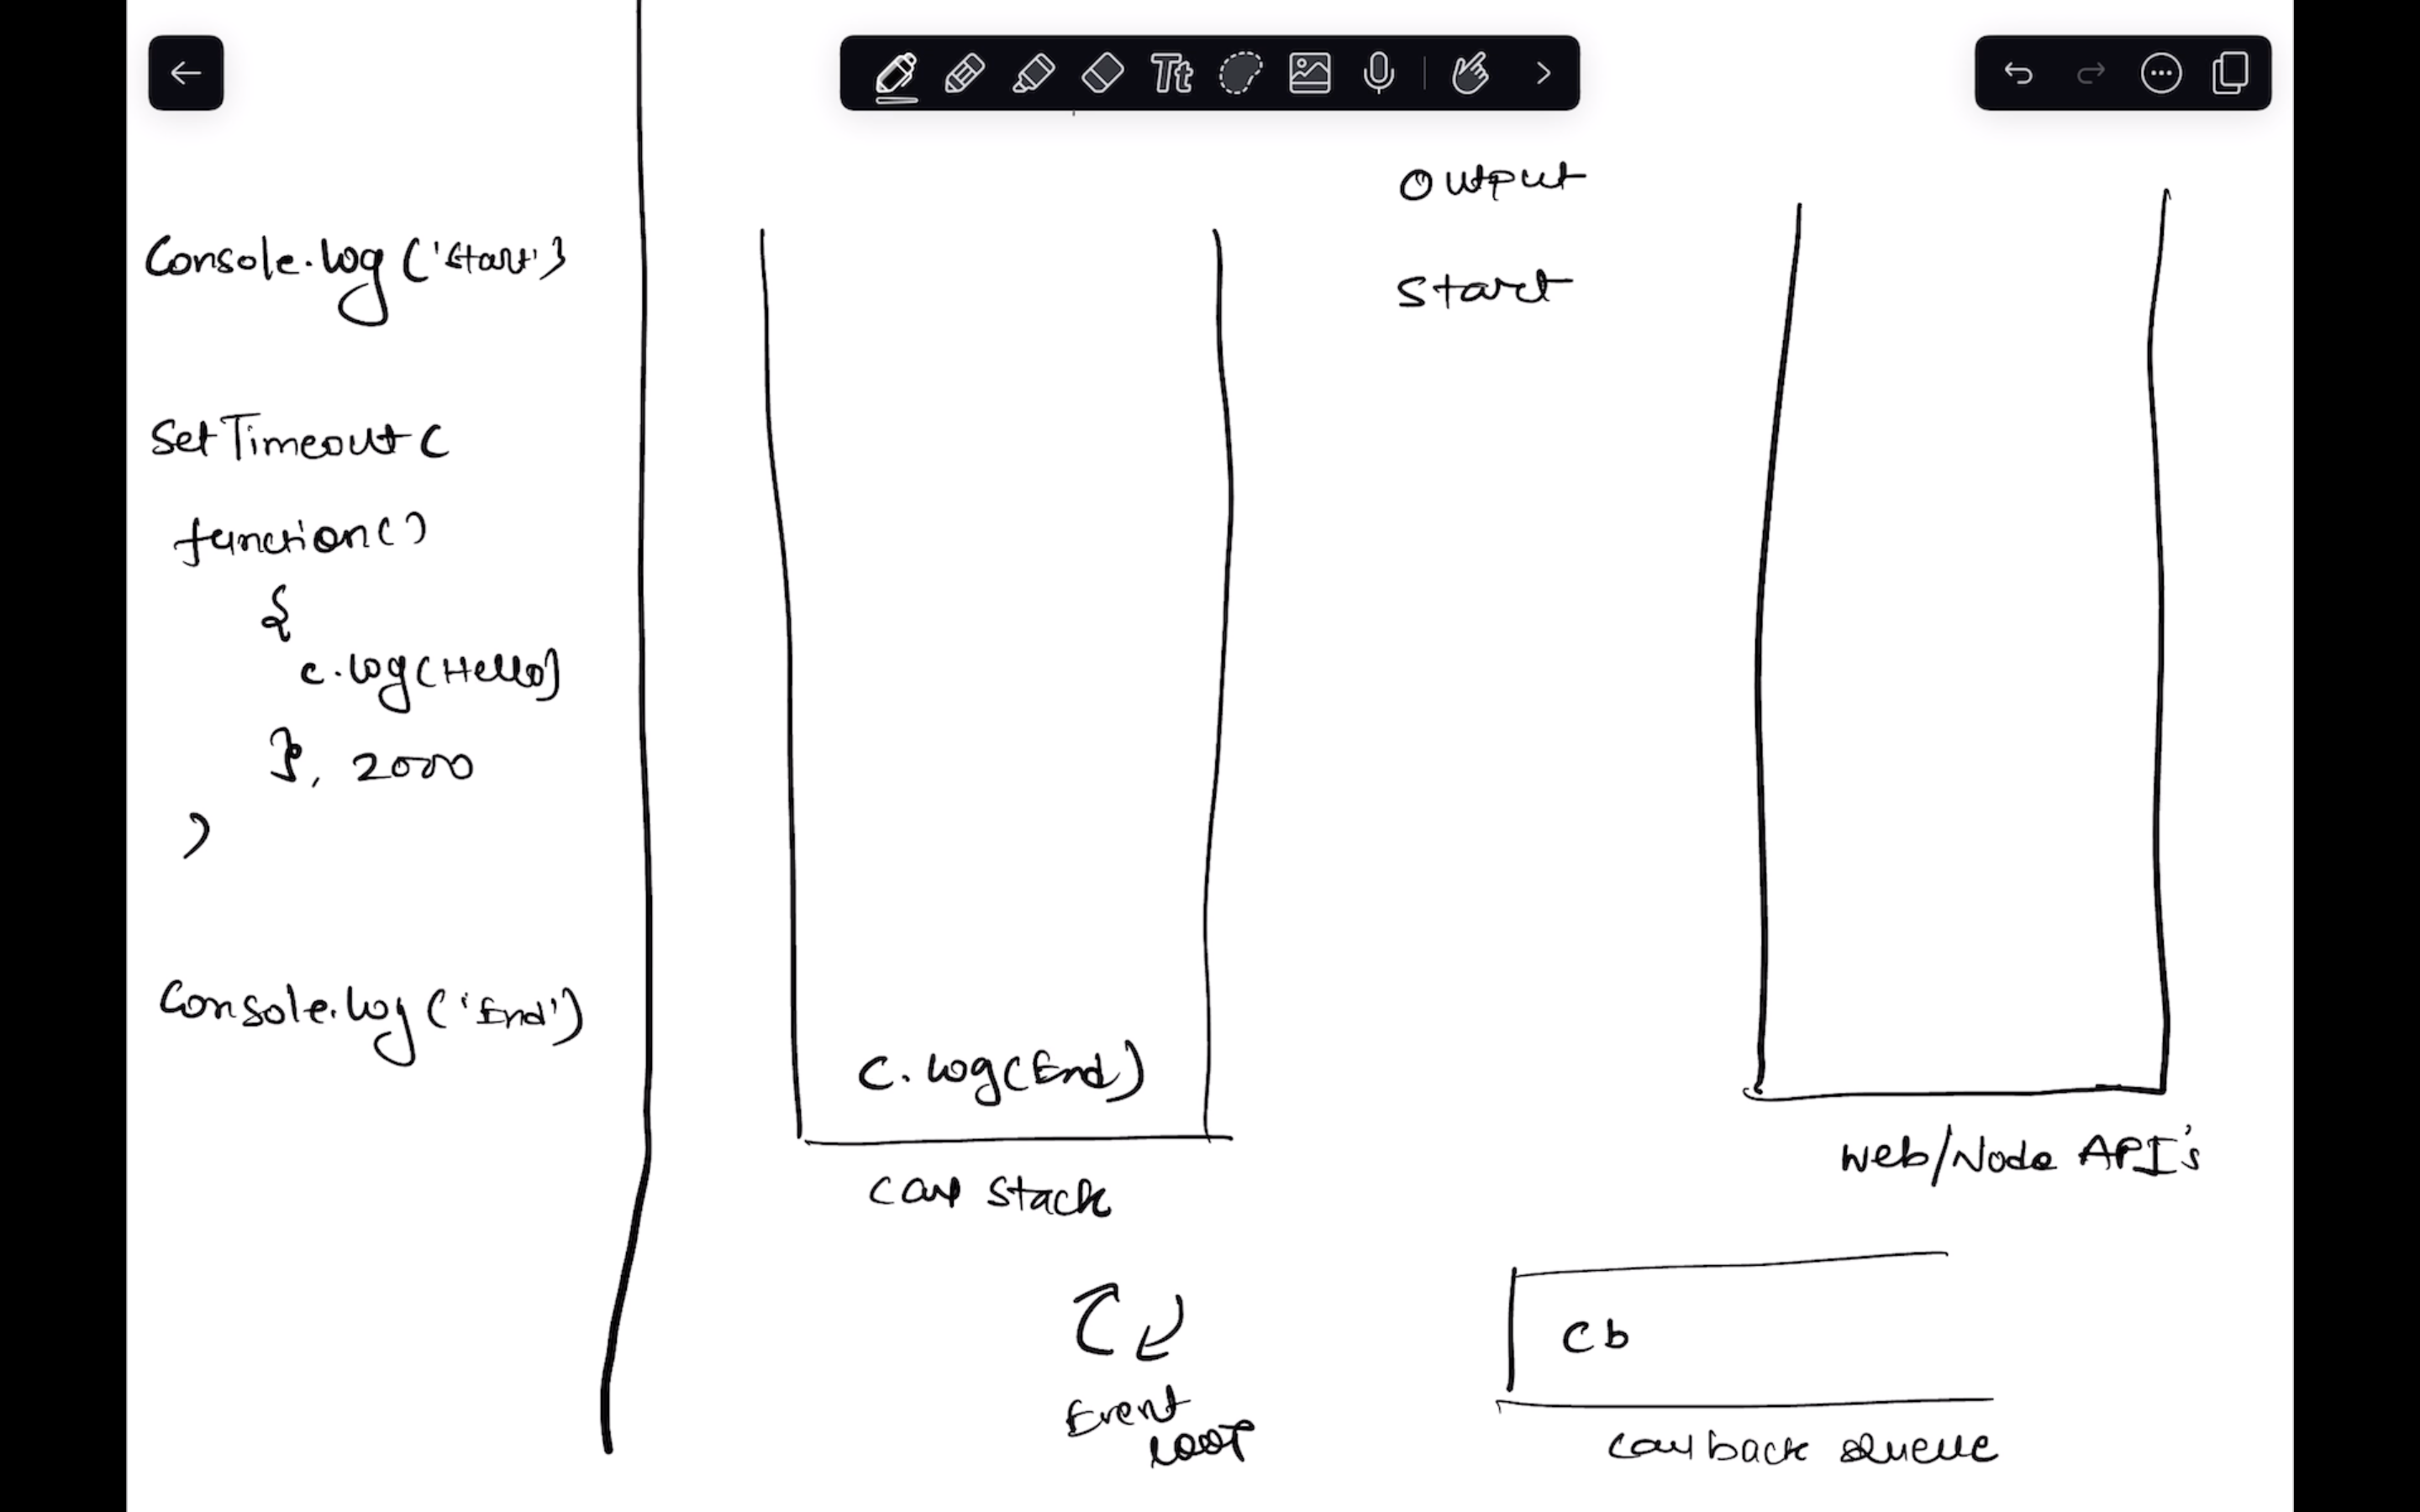 Console.log('Start')
SetTimeout(
function()
{
c.log(Hello)
}, 2000
)
Console.log('End')
C.log(End)
Call Stack
Output
Start
Web/Node API's
Event
Loop
Cb
Callback Queue
Tt